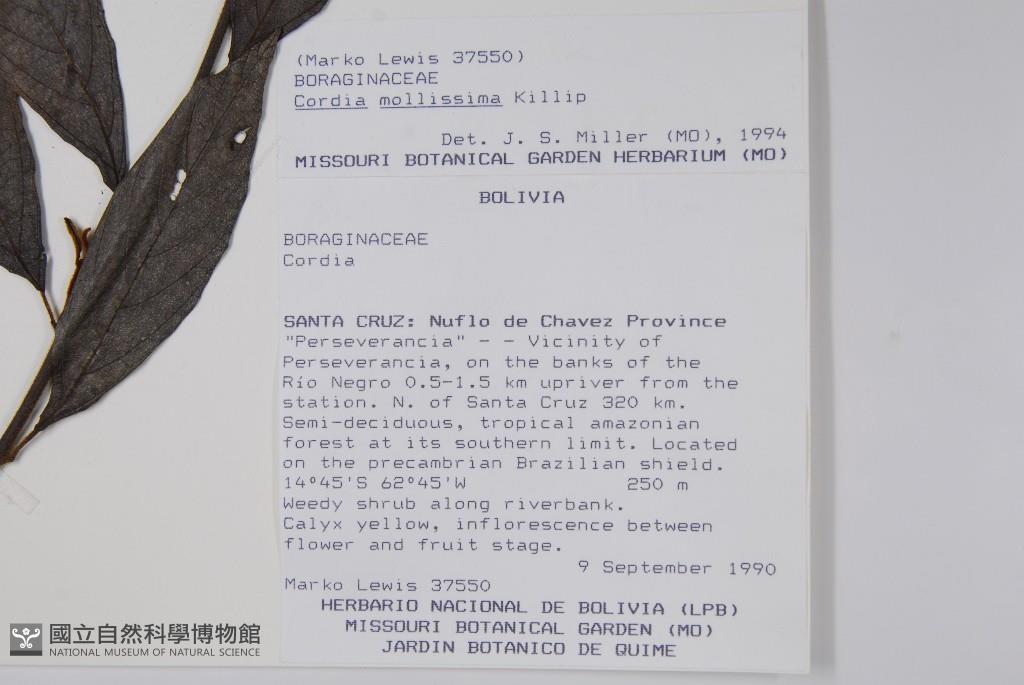 (Marko Lewis 37550)
BORAGINACEAE
Cordia mollissima Killip
Det. J. S. Miller (MO), 1994
MISSOURI BOTANICAL GARDEN HERBARIUM (MO)
BOLIVIA
BORAGINACEAE
Cordia
SANTA CRUZ: Nuflo de Chavez Province
"Perseverancia" - - Vicinity of
Perseverancia, on the banks of the
Río Negro 0.5-1.5 km upriver from the
station. N. of Santa Cruz 320 km.
Semi-deciduous, tropical amazonian
forest at its southern limit. Located
on the precambrian Brazilian shield.
14°45'S 62°45'W 250 m
Weedy shrub along riverbank.
Calyx yellow, inflorescence between
flower and fruit stage.
9 September 1990
Marko Lewis 37550
HERBARIO NACIONAL DE BOLIVIA (LPB)
MISSOURI BOTANICAL GARDEN (MO)
JARDIN BOTANICO DE QUIME
國立自然科學博物館
NATIONAL MUSEUM OF NATURAL SCIENCE